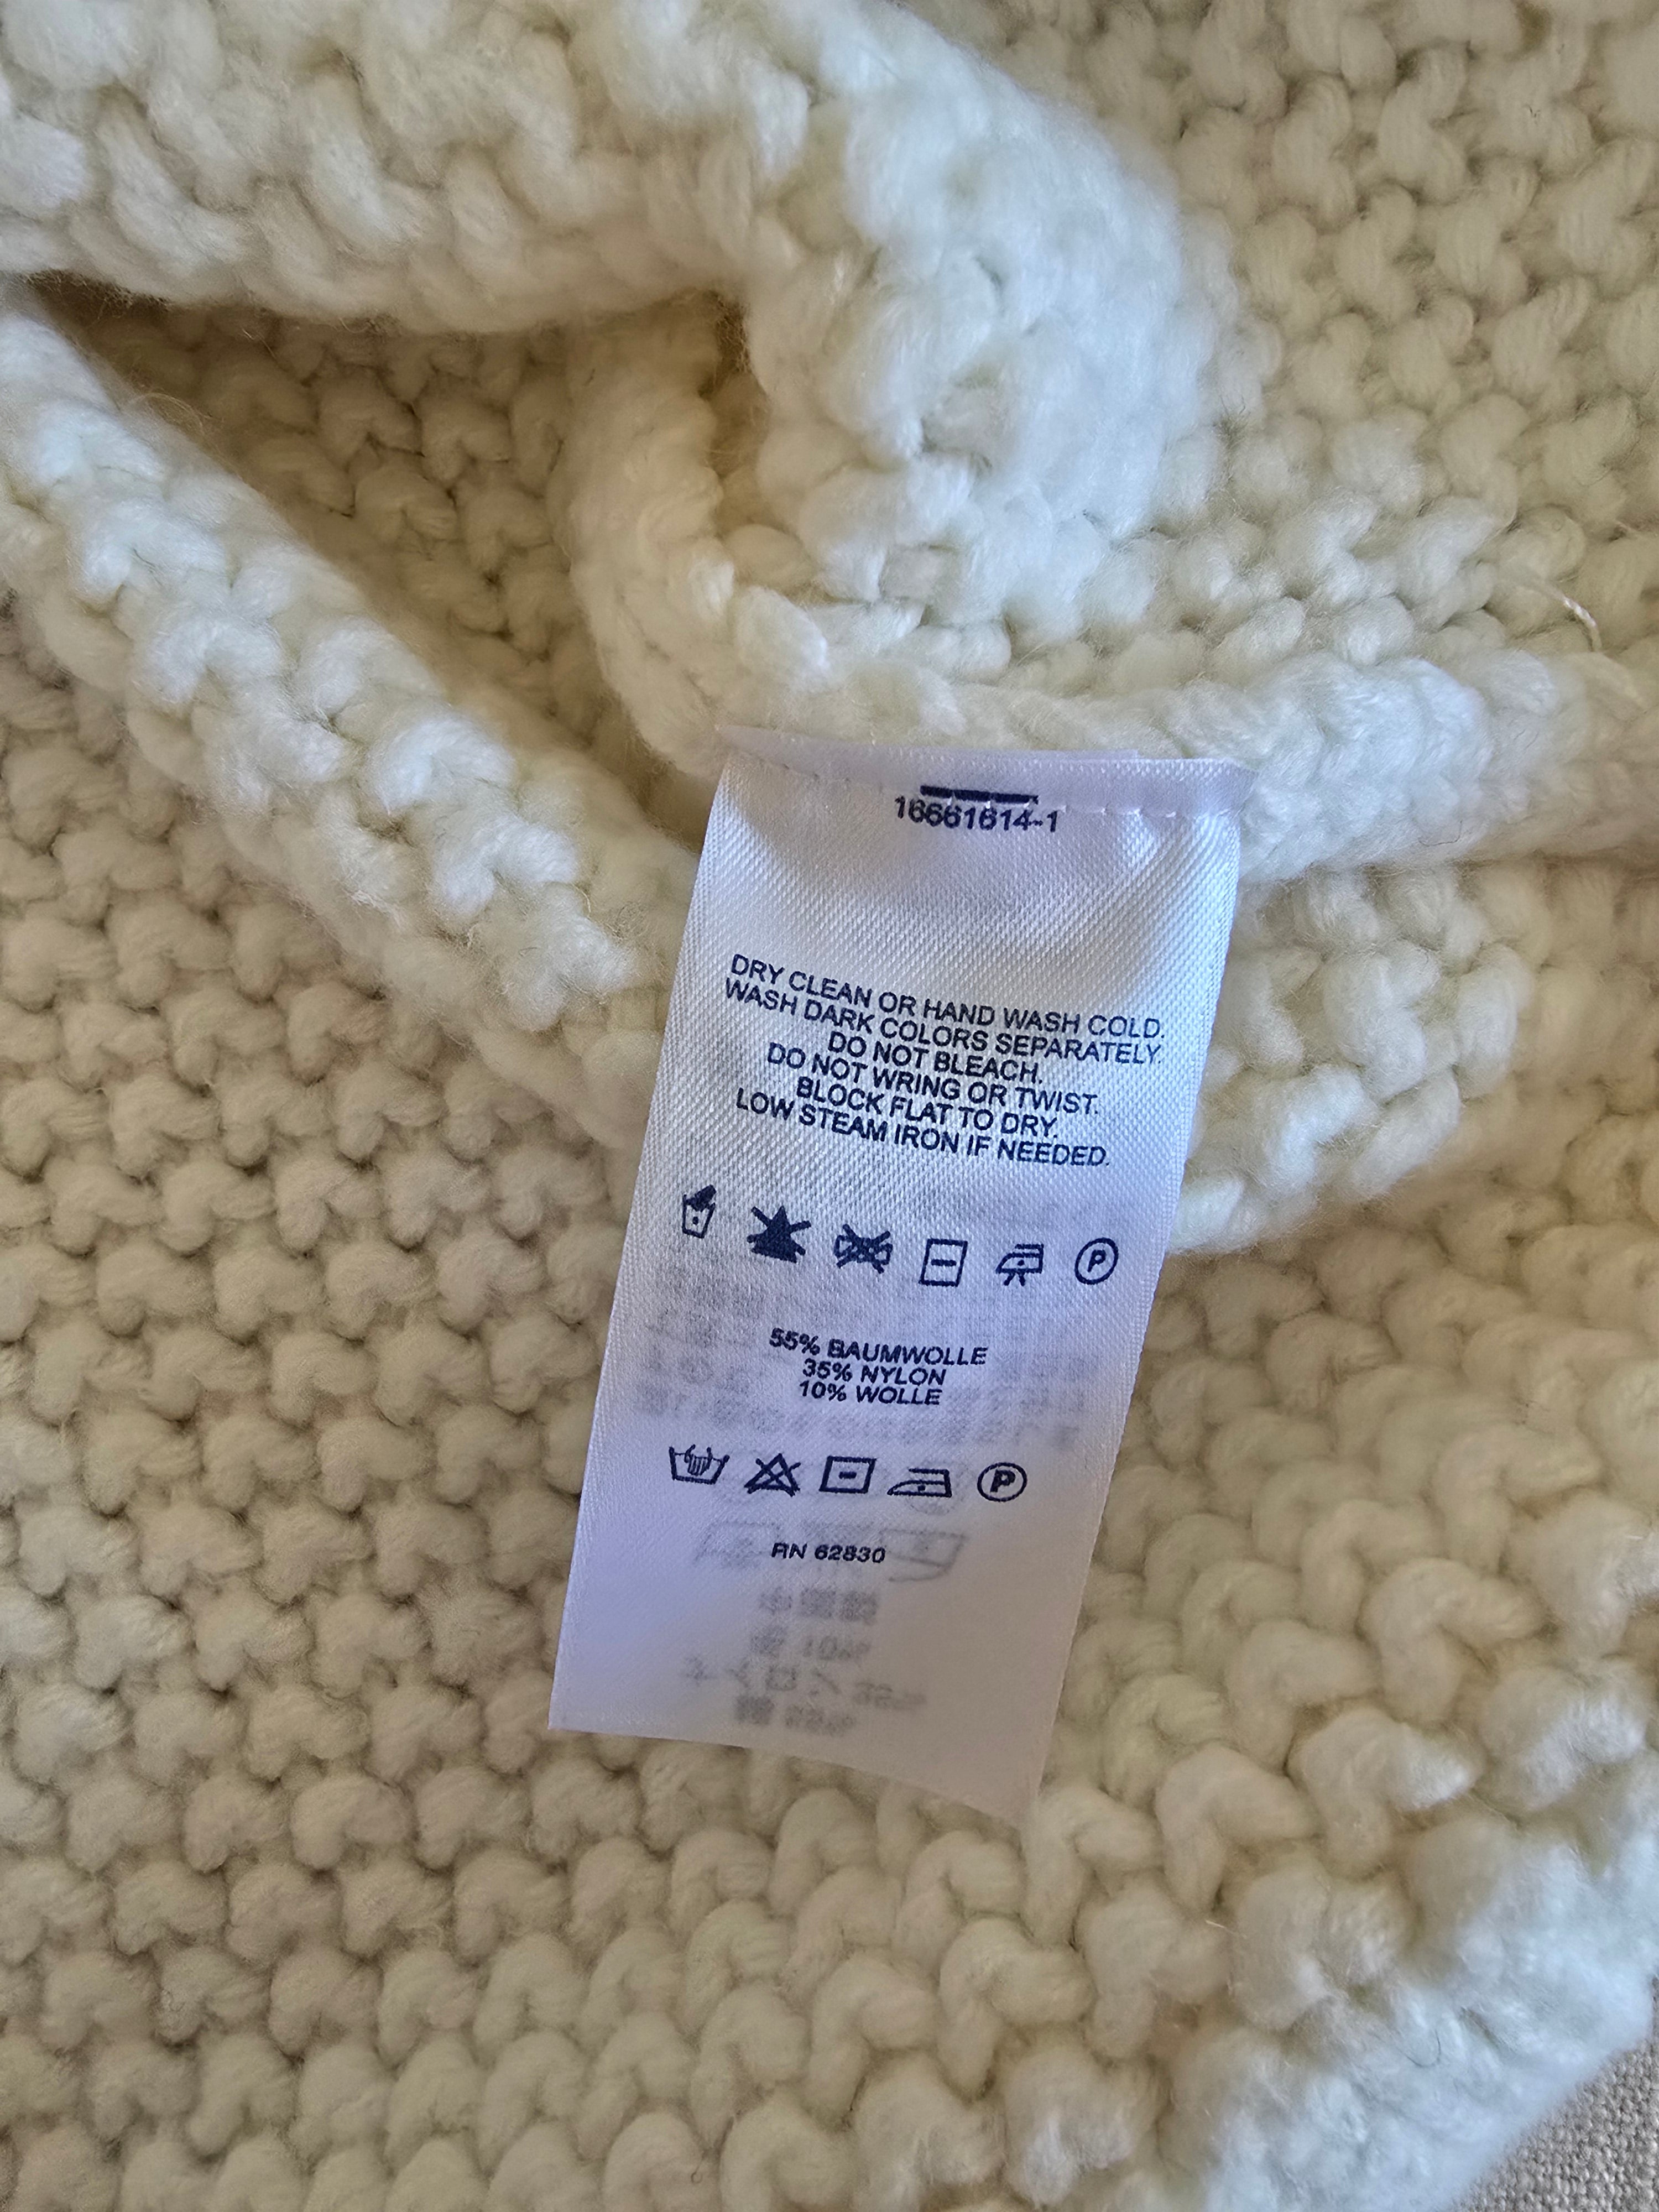 16661614-1
DRY CLEAN OR HAND WASH COLD.
WASH DARK COLORS SEPARATELY.
DO NOT BLEACH.
DO NOT WRING OR TWIST.
BLOCK FLAT TO DRY.
LOW STEAM IRON IF NEEDED.
P
55% BAUMWOLLE
35% NYLON
10% WOLLE
P
RN 62830